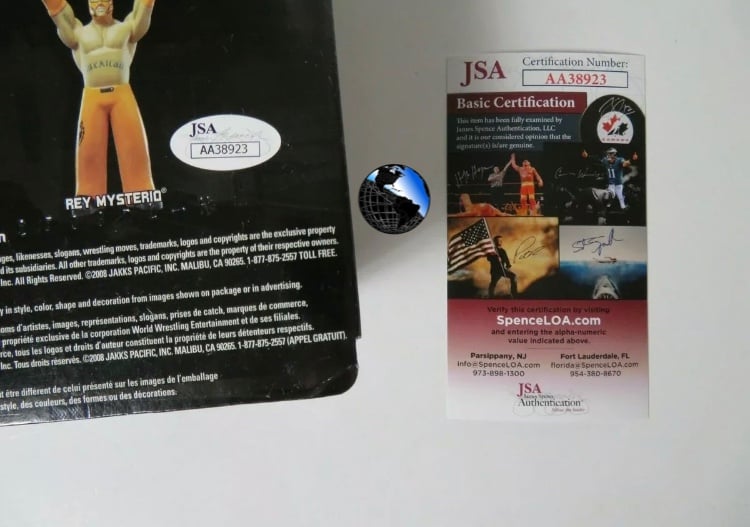 JSA
AA38923
REY MYSTERIO
n
ges, likenesses, slogans, wrestling moves, trademarks, logos and copyrights are the exclusive property
d its subsidiaries. All other trademarks, logos and copyrights are the property of their respective owners.
Inc. All Rights Reserved. ©2008 JAKKS PACIFIC, INC. MALIBU, CA 90265. 1-877-875-2557 TOLL FREE.
y in style, color, shape and decoration from images shown on package or in advertising.
oms d'artistes, images, représentations, slogans, prises de catch, marques de commerce,
propriété exclusive de la corporation World Wrestling Entertainment et de ses filiales.
rce, tous les logos et droits d'auteur constituent la propriété de leurs détenteurs respectifs.
Inc. Tous droits réservés. ©2008 JAKKS PACIFIC, INC. MALIBU, CA 90265. 1-877-875-2557 (APPEL GRATUIT).
eut être différent de celui présenté sur les images de l'emballage
style, des couleurs, des formes ou des décorations.
JSA
Certification Number:
AA38923
Basic Certification
This item has been fully examined by
James Spence Authentication, LLC
and it is our considered opinion that the
signature(s) is/are genuine.
CANADA
11
Verify this certification by visiting
SpenceLOA.com
and entering the alpha-numeric
value indicated above.
Parsippany, NJ
info@SpenceLOA.com
973-898-1300
Fort Lauderdale, FL
florida@SpenceLOA.com
954-380-8670
JSA
James Spence
Authentication